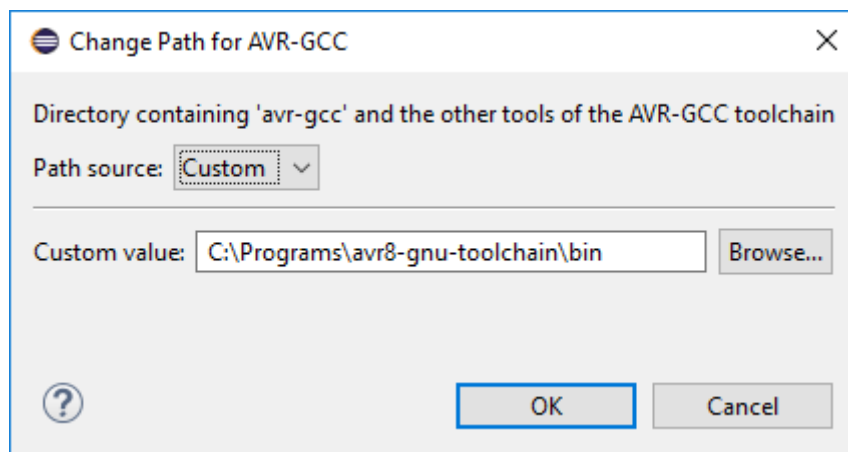 Change Path for AVR-GCC
Directory containing 'avr-gcc' and the other tools of the AVR-GCC toolchain
Path source: Custom
Custom value: C:\Programs\avr8-gnu-toolchain\bin Browse...
? OK Cancel